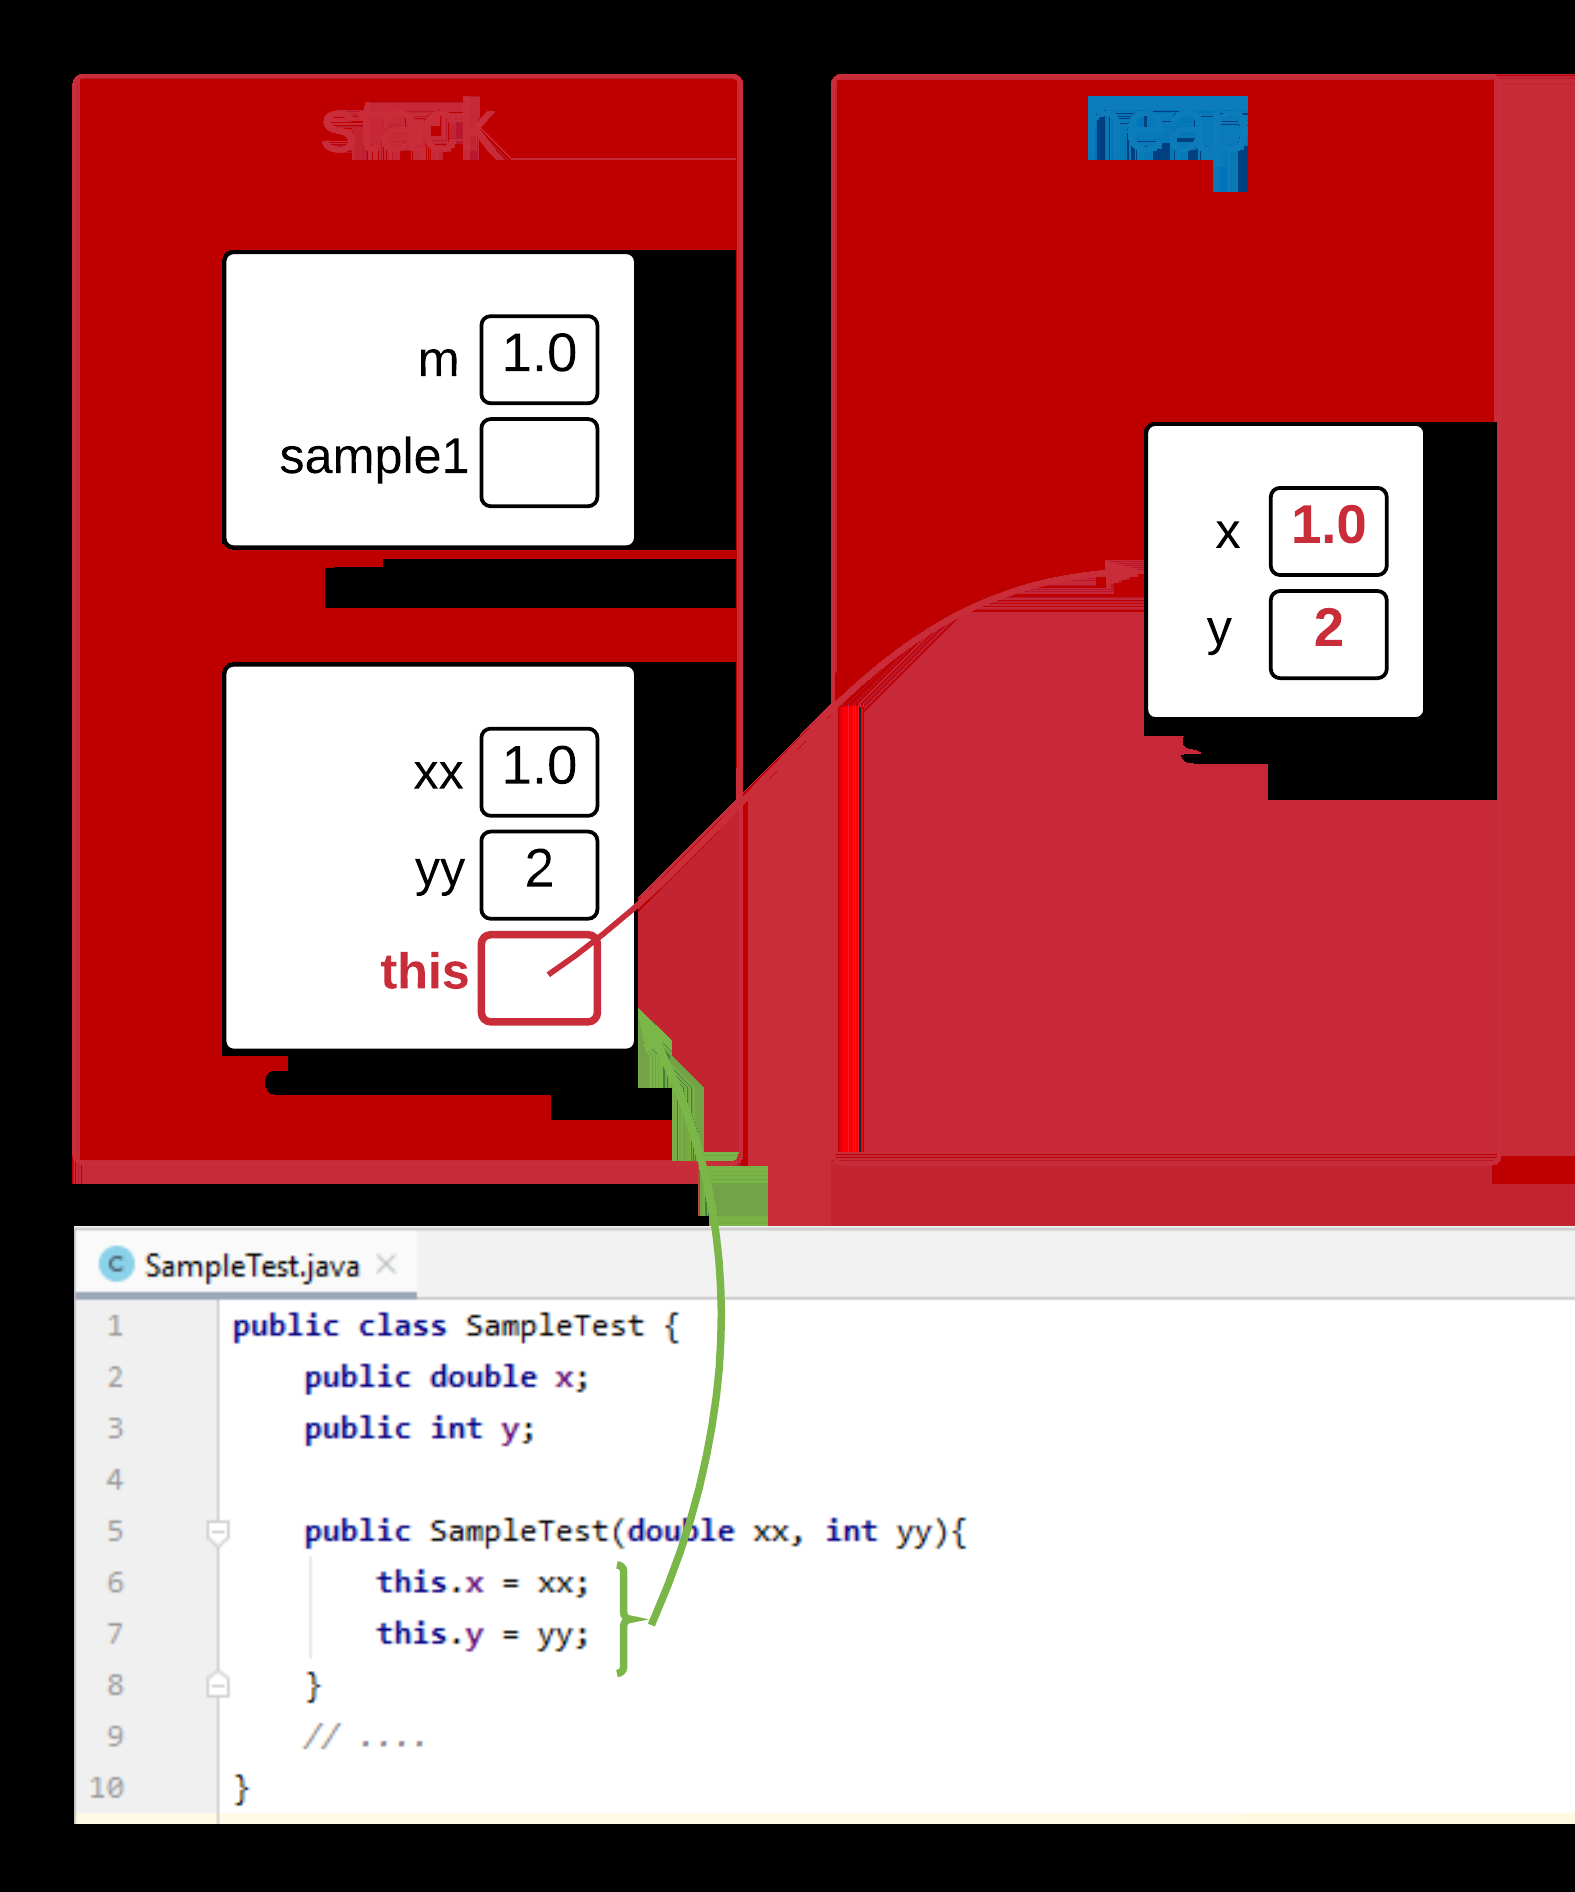 stack
heap
m 1.0
sample1
x 1.0
y 2
xx 1.0
yy 2
this
C SampleTest.java
1 public class SampleTest {
2 public double x;
3 public int y;
4
5 public SampleTest(double xx, int yy){
6 this.x = xx;
7 this.y = yy;
8 }
9 // ....
10 }